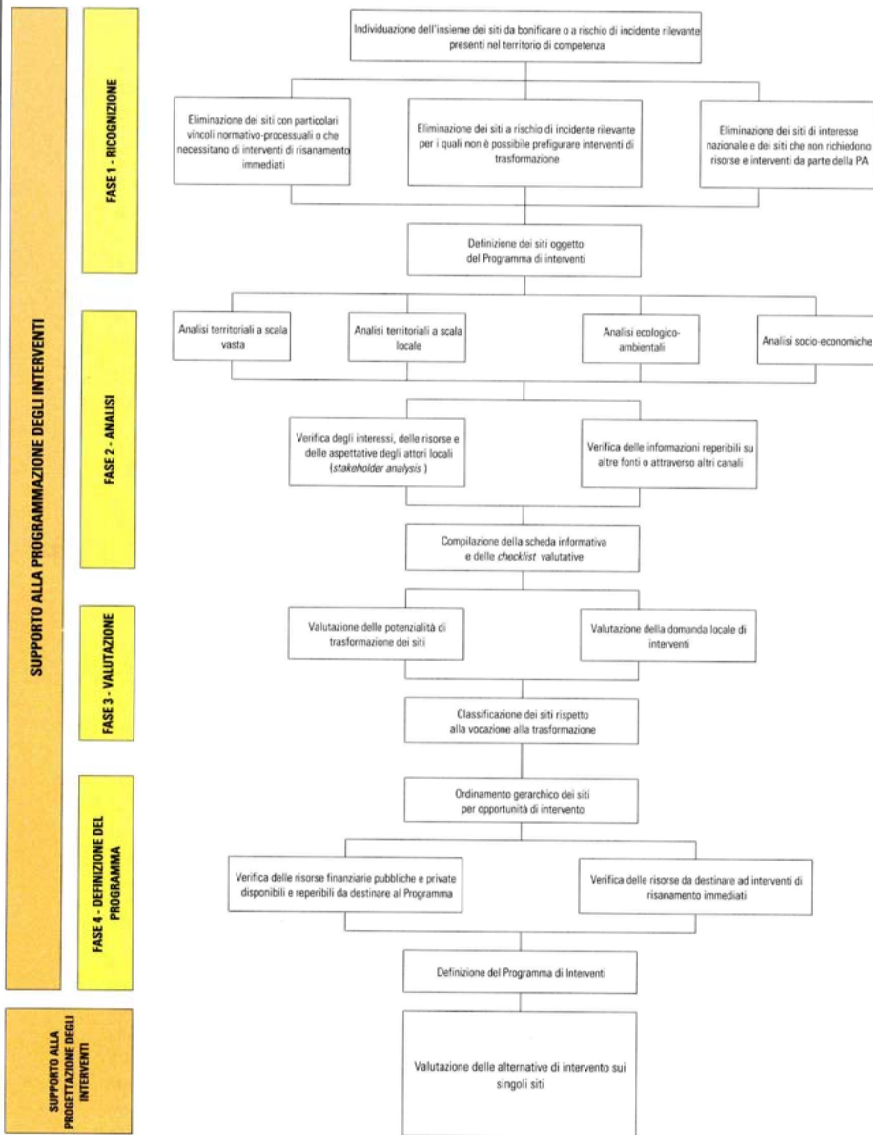 SUPPORTO ALLA PROGRAMMAZIONE DEGLI INTERVENTI
FASE 1 - RICOGNIZIONE
Individuazione dell'insieme dei siti da bonificare o a rischio di incidente rilevante
presenti nel territorio di competenza
Eliminazione dei siti con particolari
vincoli normativo-processuali o che
necessitano di interventi di risanamento
immediati
Eliminazione dei siti a rischio di incidente rilevante
per i quali non è possibile prefigurare interventi di
trasformazione
Eliminazione dei siti di interesse
nazionale e dei siti che non richiedono
risorse e interventi da parte della PA
Definizione dei siti oggetto
del Programma di interventi
FASE 2 - ANALISI
Analisi territoriali a scala
vasta
Analisi territoriali a scala
locale
Analisi ecologico-
ambientali
Analisi socio-economiche
Verifica degli interessi, delle risorse e
delle aspettative degli attori locali
(stakeholder analysis )
Verifica delle informazioni reperibili su
altre fonti o attraverso altri canali
Compilazione della scheda informativa
e delle checklist valutative
FASE 3 - VALUTAZIONE
Valutazione delle potenzialità di
trasformazione dei siti
Valutazione della domanda locale di
interventi
Classificazione dei siti rispetto
alla vocazione alla trasformazione
FASE 4 - DEFINIZIONE DEL
PROGRAMMA
Ordinamento gerarchico dei siti
per opportunità di intervento
Verifica delle risorse finanziarie pubbliche e private
disponibili e reperibili da destinare al Programma
Verifica delle risorse da destinare ad interventi di
risanamento immediati
Definizione del Programma di Interventi
SUPPORTO ALLA
PROGETTAZIONE DEGLI
INTERVENTI
Valutazione delle alternative di intervento sui
singoli siti